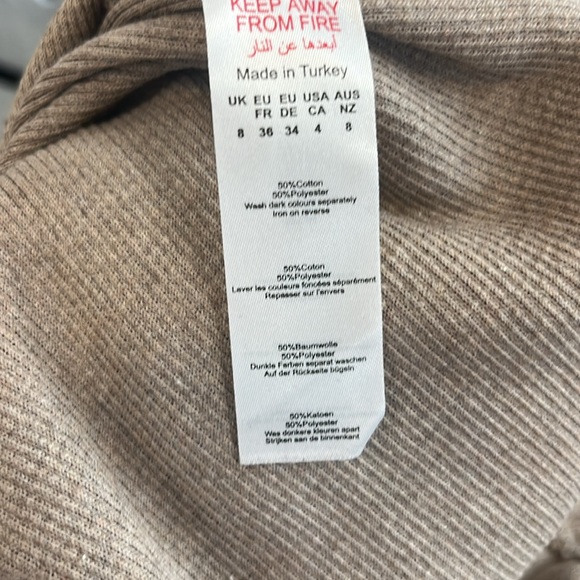 KEEP AWAY
FROM FIRE
أبعدها عن النار
Made in Turkey
UK EU EU USA AUS
FR DE CA NZ
8 36 34 4 8
50%Cotton
50%Polyester
Wash dark colours separately
Iron on reverse
50%Coton
50%Polyester
Laver les couleurs foncées séparément
Repasser sur l'envers
50%Baumwolle
50%Polyester
Dunkle Farben separat waschen
Auf der Rückseite bügeln
50%Katoen
50%Polyester
Was donkere kleuren apart
Strijken aan de binnenkant